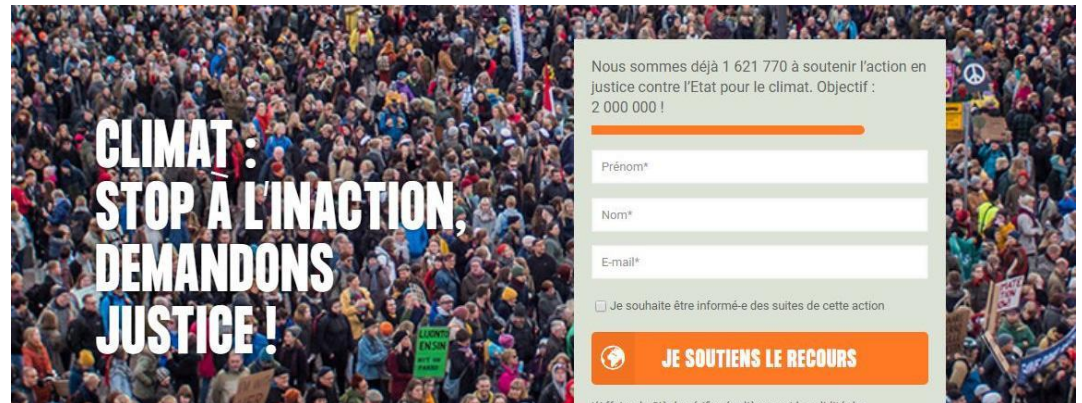 CLIMAT :
STOP À L'INACTION,
DEMANDONS
JUSTICE !
LUONTO
ENSIN
Nous sommes déjà 1 621 770 à soutenir l'action en
justice contre l'Etat pour le climat. Objectif :
2 000 000 !
Prénom*
Nom*
E-mail*
Je souhaite être informé-e des suites de cette action
JE SOUTIENS LE RECOURS